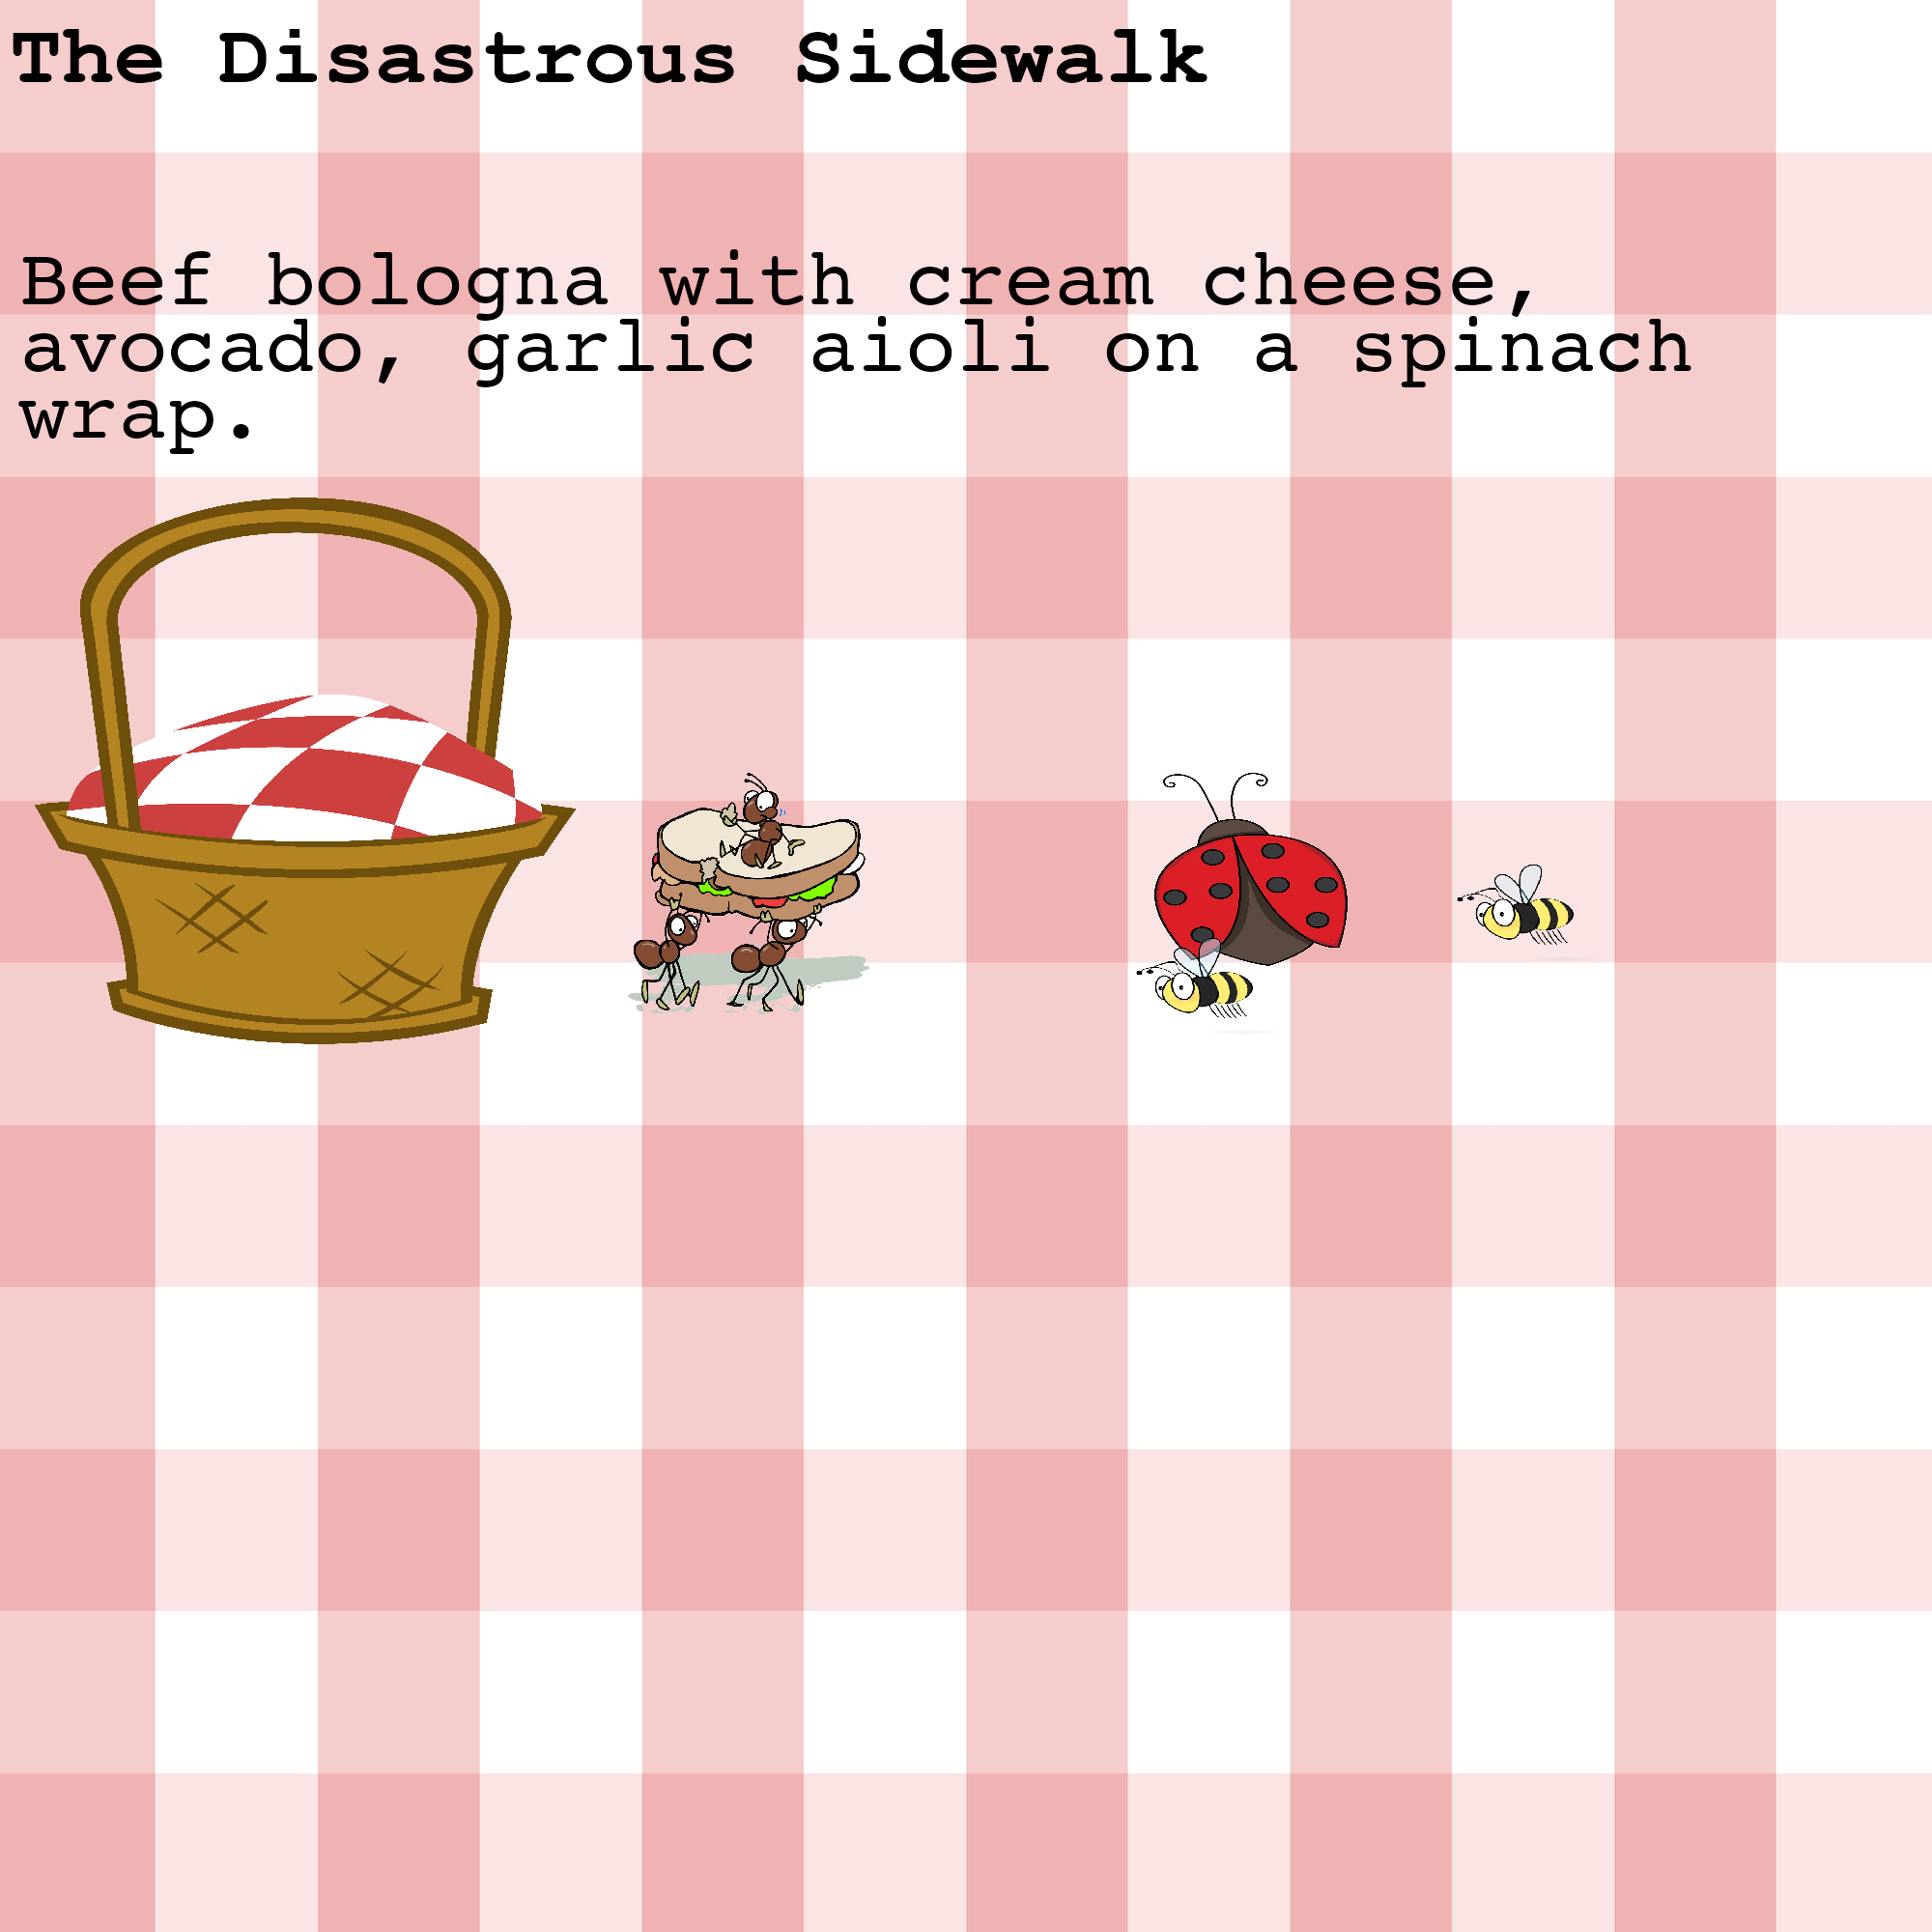 The Disastrous Sidewalk
Beef bologna with cream cheese,
avocado, garlic aioli on a spinach
wrap.